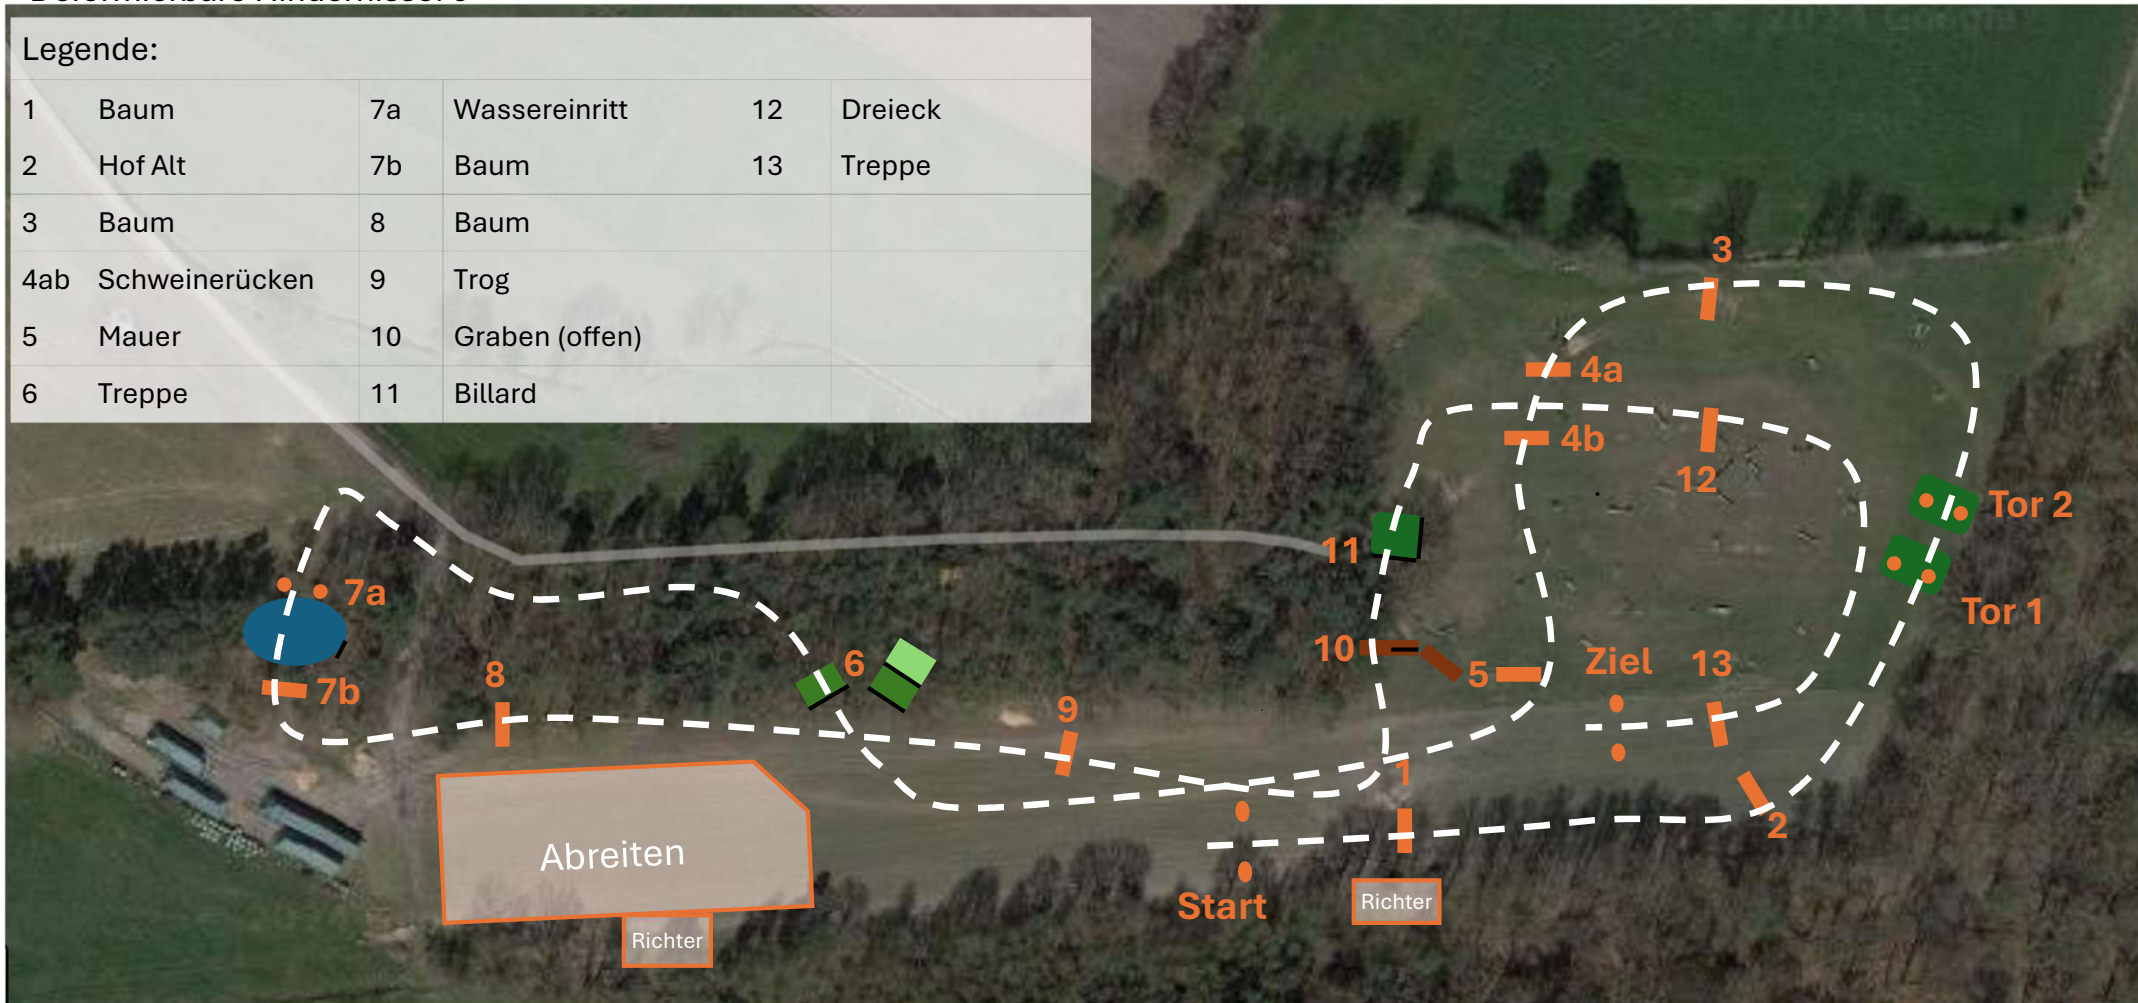 Legende:
1 Baum 7a Wassereinritt 12 Dreieck
2 Hof Alt 7b Baum 13 Treppe
3 Baum 8 Baum
4ab Schweinerücken 9 Trog
5 Mauer 10 Graben (offen)
6 Treppe 11 Billard
3
4a
4b
12
Tor 2
Tor 1
11
10
5
Ziel
13
7a
7b
8
6
9
1
2
Abreiten
Start
Richter
Richter